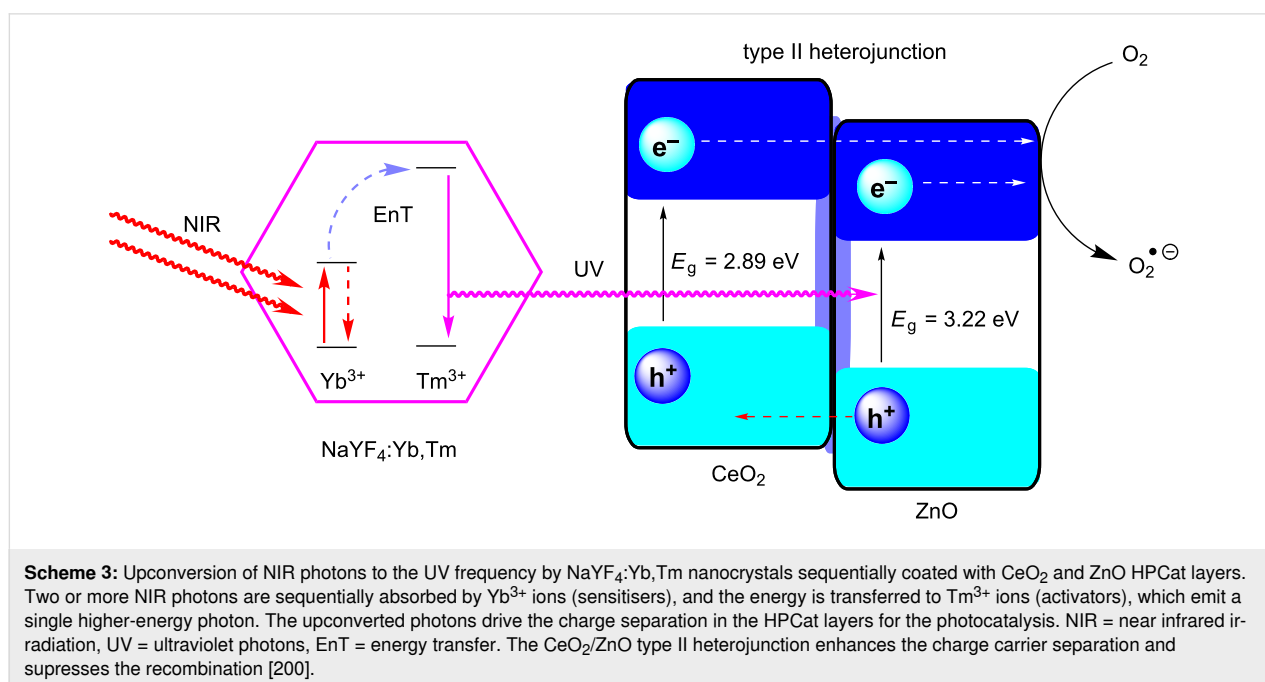 type II heterojunction
O₂
e⁻
e⁻
NIR
EnT
UV
E_g = 2.89 eV
E_g = 3.22 eV
O₂•⊖
Yb³⁺
Tm³⁺
h⁺
h⁺
NaYF₄:Yb,Tm
CeO₂
ZnO
Scheme 3: Upconversion of NIR photons to the UV frequency by NaYF₄:Yb,Tm nanocrystals sequentially coated with CeO₂ and ZnO HPCat layers.
Two or more NIR photons are sequentially absorbed by Yb³⁺ ions (sensitisers), and the energy is transferred to Tm³⁺ ions (activators), which emit a
single higher-energy photon. The upconverted photons drive the charge separation in the HPCat layers for the photocatalysis. NIR = near infrared ir-
radiation, UV = ultraviolet photons, EnT = energy transfer. The CeO₂/ZnO type II heterojunction enhances the charge carrier separation and
supresses the recombination [200].